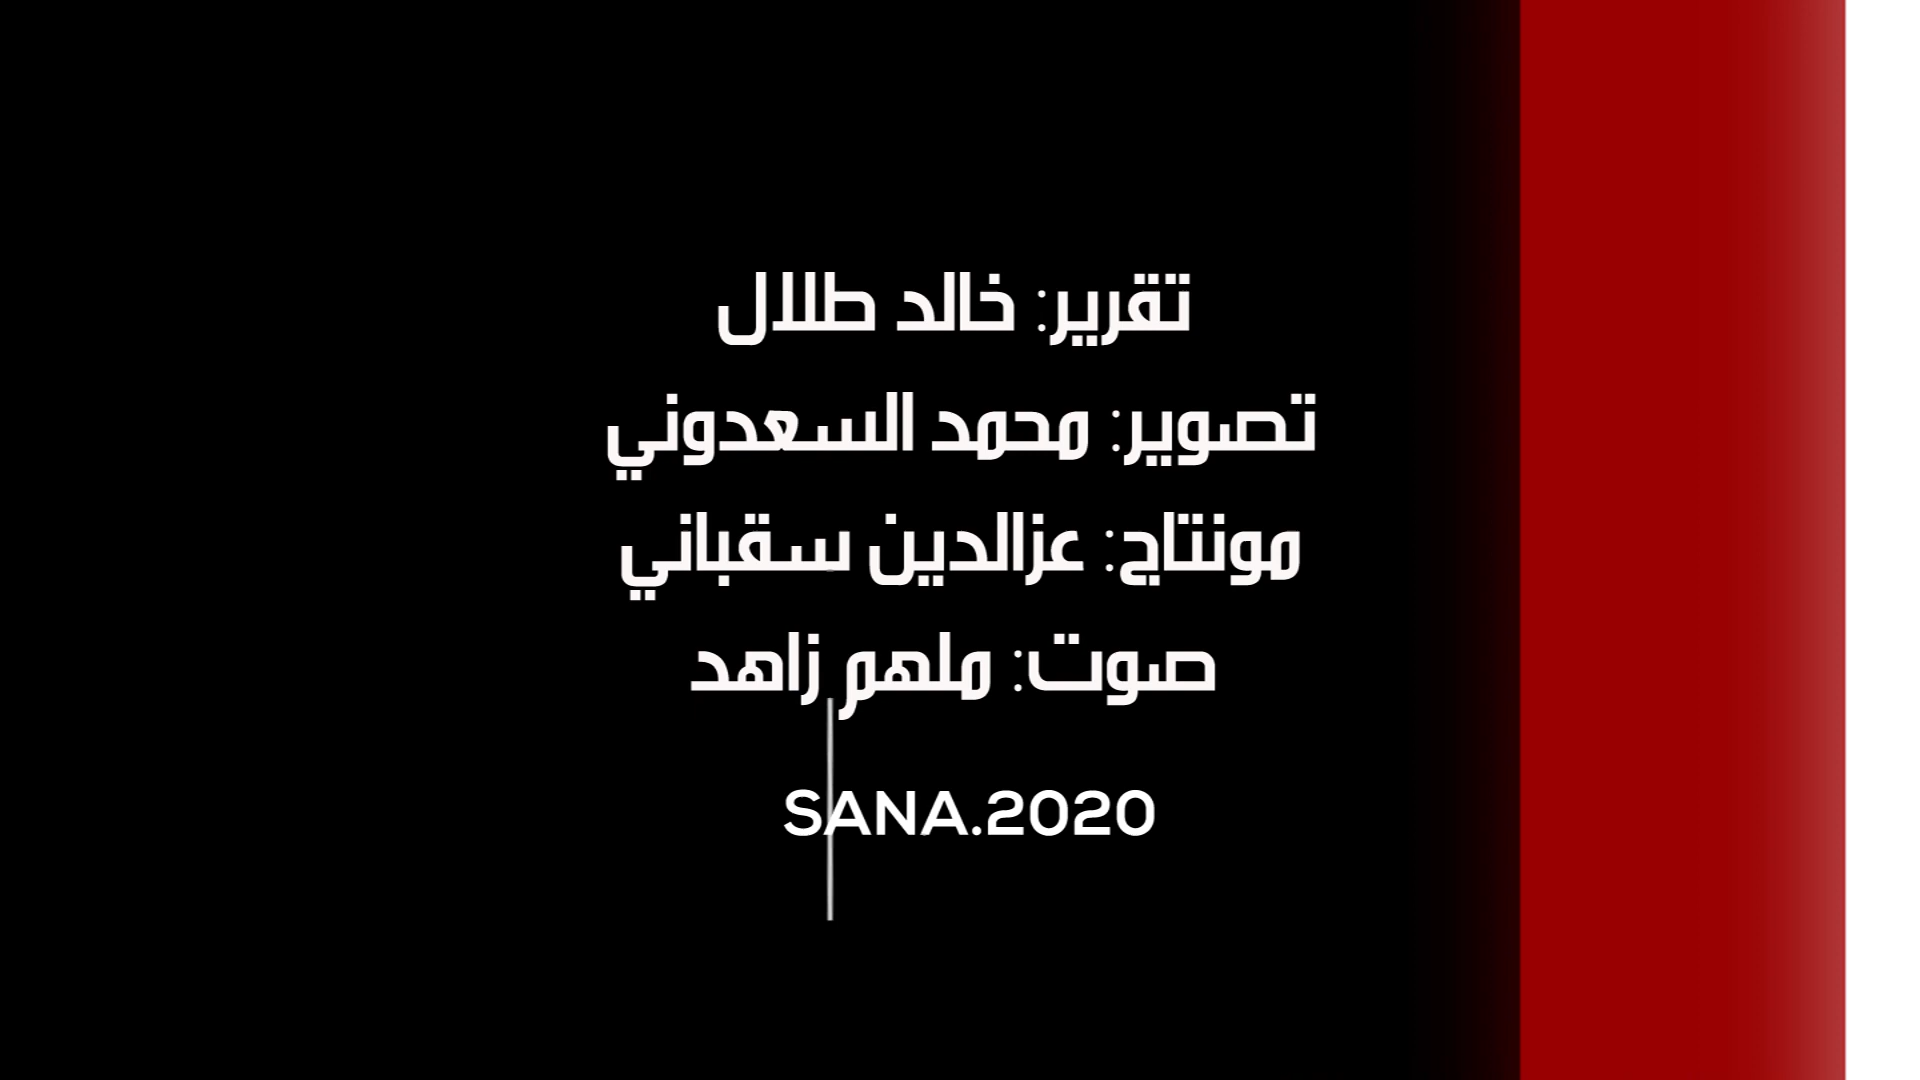 تقرير: خالد طلال
تصوير: محمد السعدوني
مونتاج: عزالدين سقباني
صوت: ملهم زاهد
SANA.2020